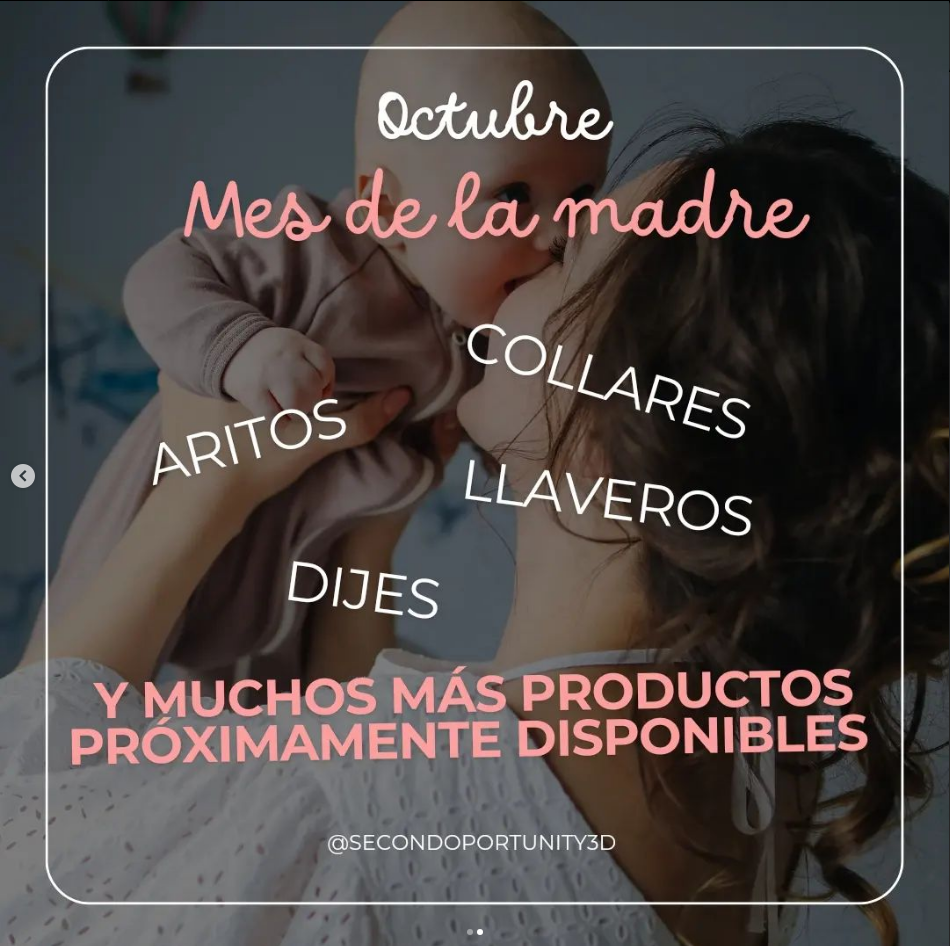 Octubre
Mes de la madre
COLLARES
ARITOS
LLAVEROS
DIJES
Y MUCHOS MÁS PRODUCTOS
PRÓXIMAMENTE DISPONIBLES
@SECONDOPORTUNITY3D